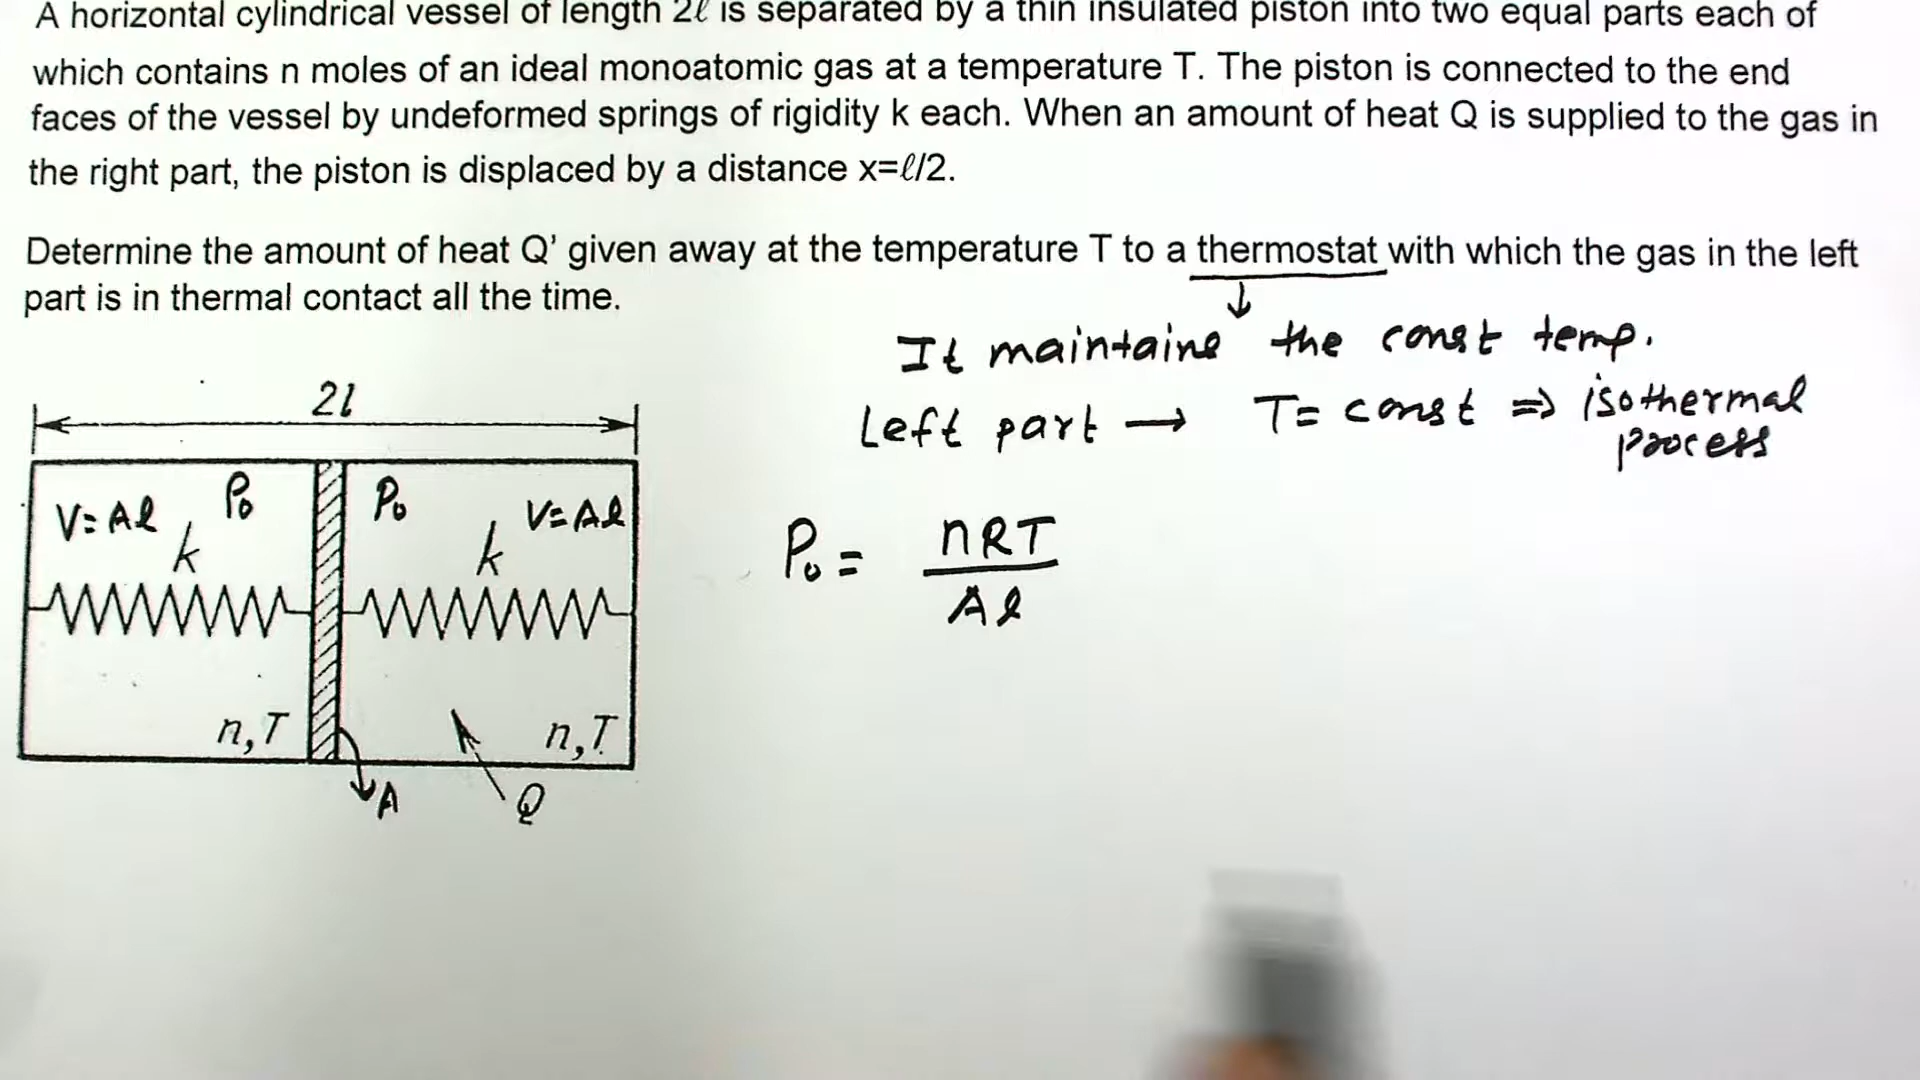 A horizontal cylindrical vessel of length 2ℓ is separated by a thin insulated piston into two equal parts each of
which contains n moles of an ideal monoatomic gas at a temperature T. The piston is connected to the end
faces of the vessel by undeformed springs of rigidity k each. When an amount of heat Q is supplied to the gas in
the right part, the piston is displaced by a distance x=ℓ/2.
Determine the amount of heat Q' given away at the temperature T to a thermostat with which the gas in the left
part is in thermal contact all the time.
↓
It maintains the const temp.
Left part → T = const ⇒ isothermal
process
2l
V=Al P₀ P₀ V=Al
k k
P₀ = nRT
Al
n,T n,T
A Q